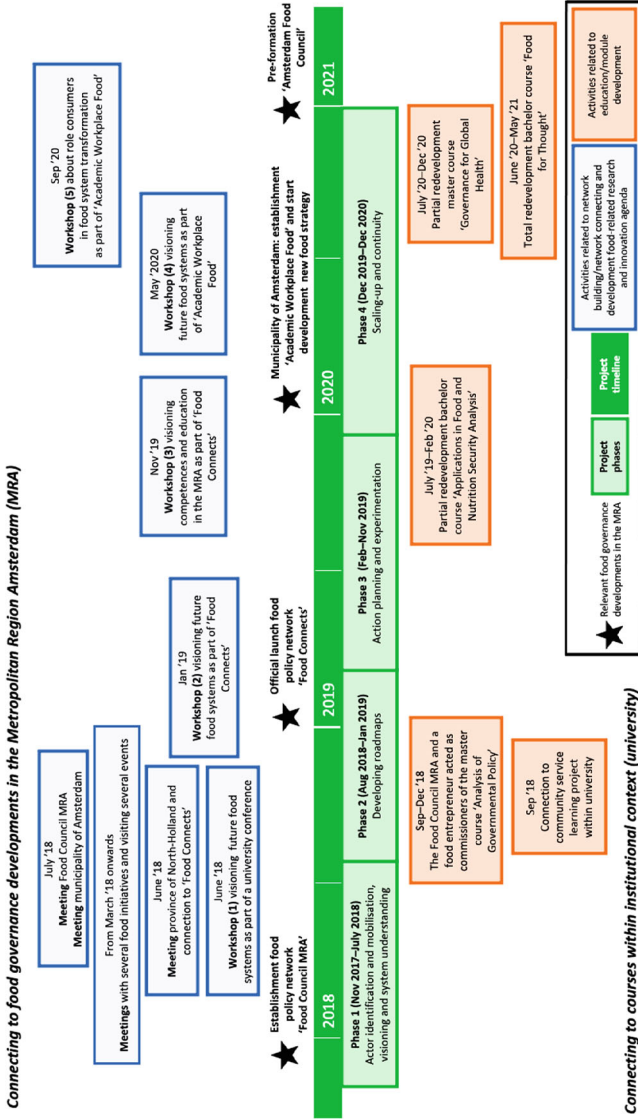 Connecting to food governance developments in the Metropolitan Region Amsterdam (MRA)
July '18
Meeting Food Council MRA
Meeting municipality of Amsterdam
From March '18 onwards
Meetings with several food initiatives and visiting several events
June '18
Meeting province of North-Holland and
connection to 'Food Connects'
June '18
Workshop (1) visioning future food
systems as part of a university conference
Jan '19
Workshop (2) visioning future
food systems as part of 'Food
Connects'
Nov '19
Workshop (3) visioning
competences and education
in the MRA as part of 'Food
Connects'
May '2020
Workshop (4) visioning
future food systems as part
of 'Academic Workplace
Food'
Sep '20
Workshop (5) about role consumers
in food system transformation
as part of 'Academic Workplace Food'
Establishment food
policy network
'Food Council MRA'
Official launch food
policy network
'Food Connects'
Municipality of Amsterdam: establishment
'Academic Workplace Food' and start
development new food strategy
Pre-formation
'Amsterdam Food
Council'
2018
2019
2020
2021
Phase 1 (Nov 2017–July 2018)
Actor identification and mobilisation,
visioning and system understanding
Phase 2 (Aug 2018–Jan 2019)
Developing roadmaps
Phase 3 (Feb–Nov 2019)
Action planning and experimentation
Phase 4 (Dec 2019–Dec 2020)
Scaling-up and continuity
Sep–Dec '18
The Food Council MRA and a
food entrepreneur acted as
commissioners of the master
course 'Analysis of
Governmental Policy'
Sep '18
Connection to
community service
learning project
within university
July '19–Feb '20
Partial redevelopment bachelor
course 'Applications in Food and
Nutrition Security Analysis'
July '20–Dec '20
Partial redevelopment
master course
'Governance for Global
Health'
June '20–May '21
Total redevelopment bachelor course 'Food
for Thought'
Connecting to courses within institutional context (university)
Relevant food governance
developments in the MRA
Project
phases
Project
timeline
Activities related to network
building/network connecting and
development food-related research
and innovation agenda
Activities related to
education/module
development